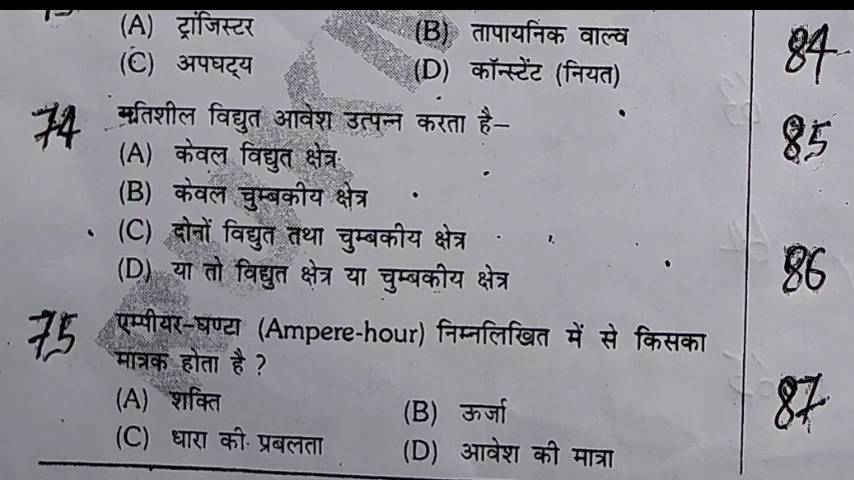 (A) ट्रांजिस्टर (B) तापायनिक वाल्व
(C) अपघट्य (D) कॉन्स्टेंट (नियत)
74 गतिशील विद्युत आवेश उत्पन्न करता है–
(A) केवल विद्युत क्षेत्र
(B) केवल चुम्बकीय क्षेत्र
(C) दोनों विद्युत तथा चुम्बकीय क्षेत्र
(D) या तो विद्युत क्षेत्र या चुम्बकीय क्षेत्र
75 एम्पीयर-घण्टा (Ampere-hour) निम्नलिखित में से किसका
मात्रक होता है ?
(A) शक्ति (B) ऊर्जा
(C) धारा की प्रबलता (D) आवेश की मात्रा
84
85
86
87